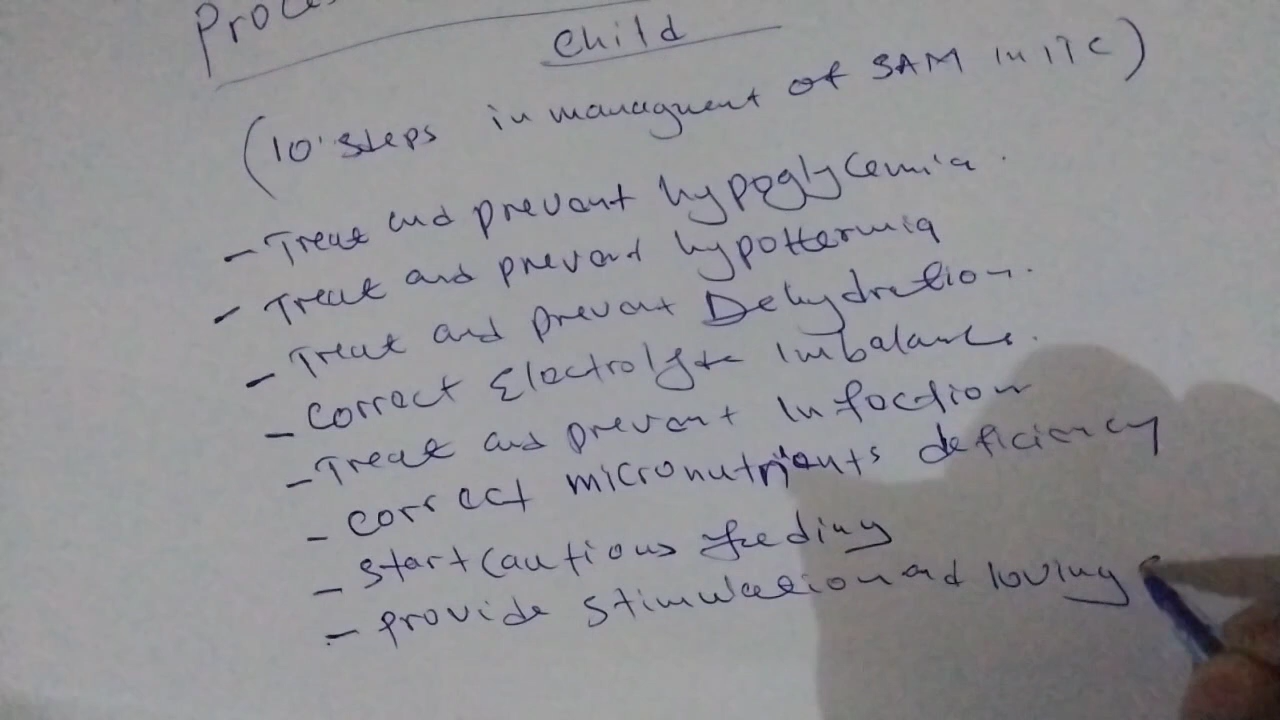 Child
(10 steps in managment of SAM in ITC)
- Treat and prevent hypoglycemia.
- Treat and prevent hypothermia
- Treat and prevent Dehydration.
- Correct Electrolyte Imbalance.
- Treat and prevent Infection
- Correct micronutrients deficiency
- Start Cautious feeding
- Provide Stimulation and loving